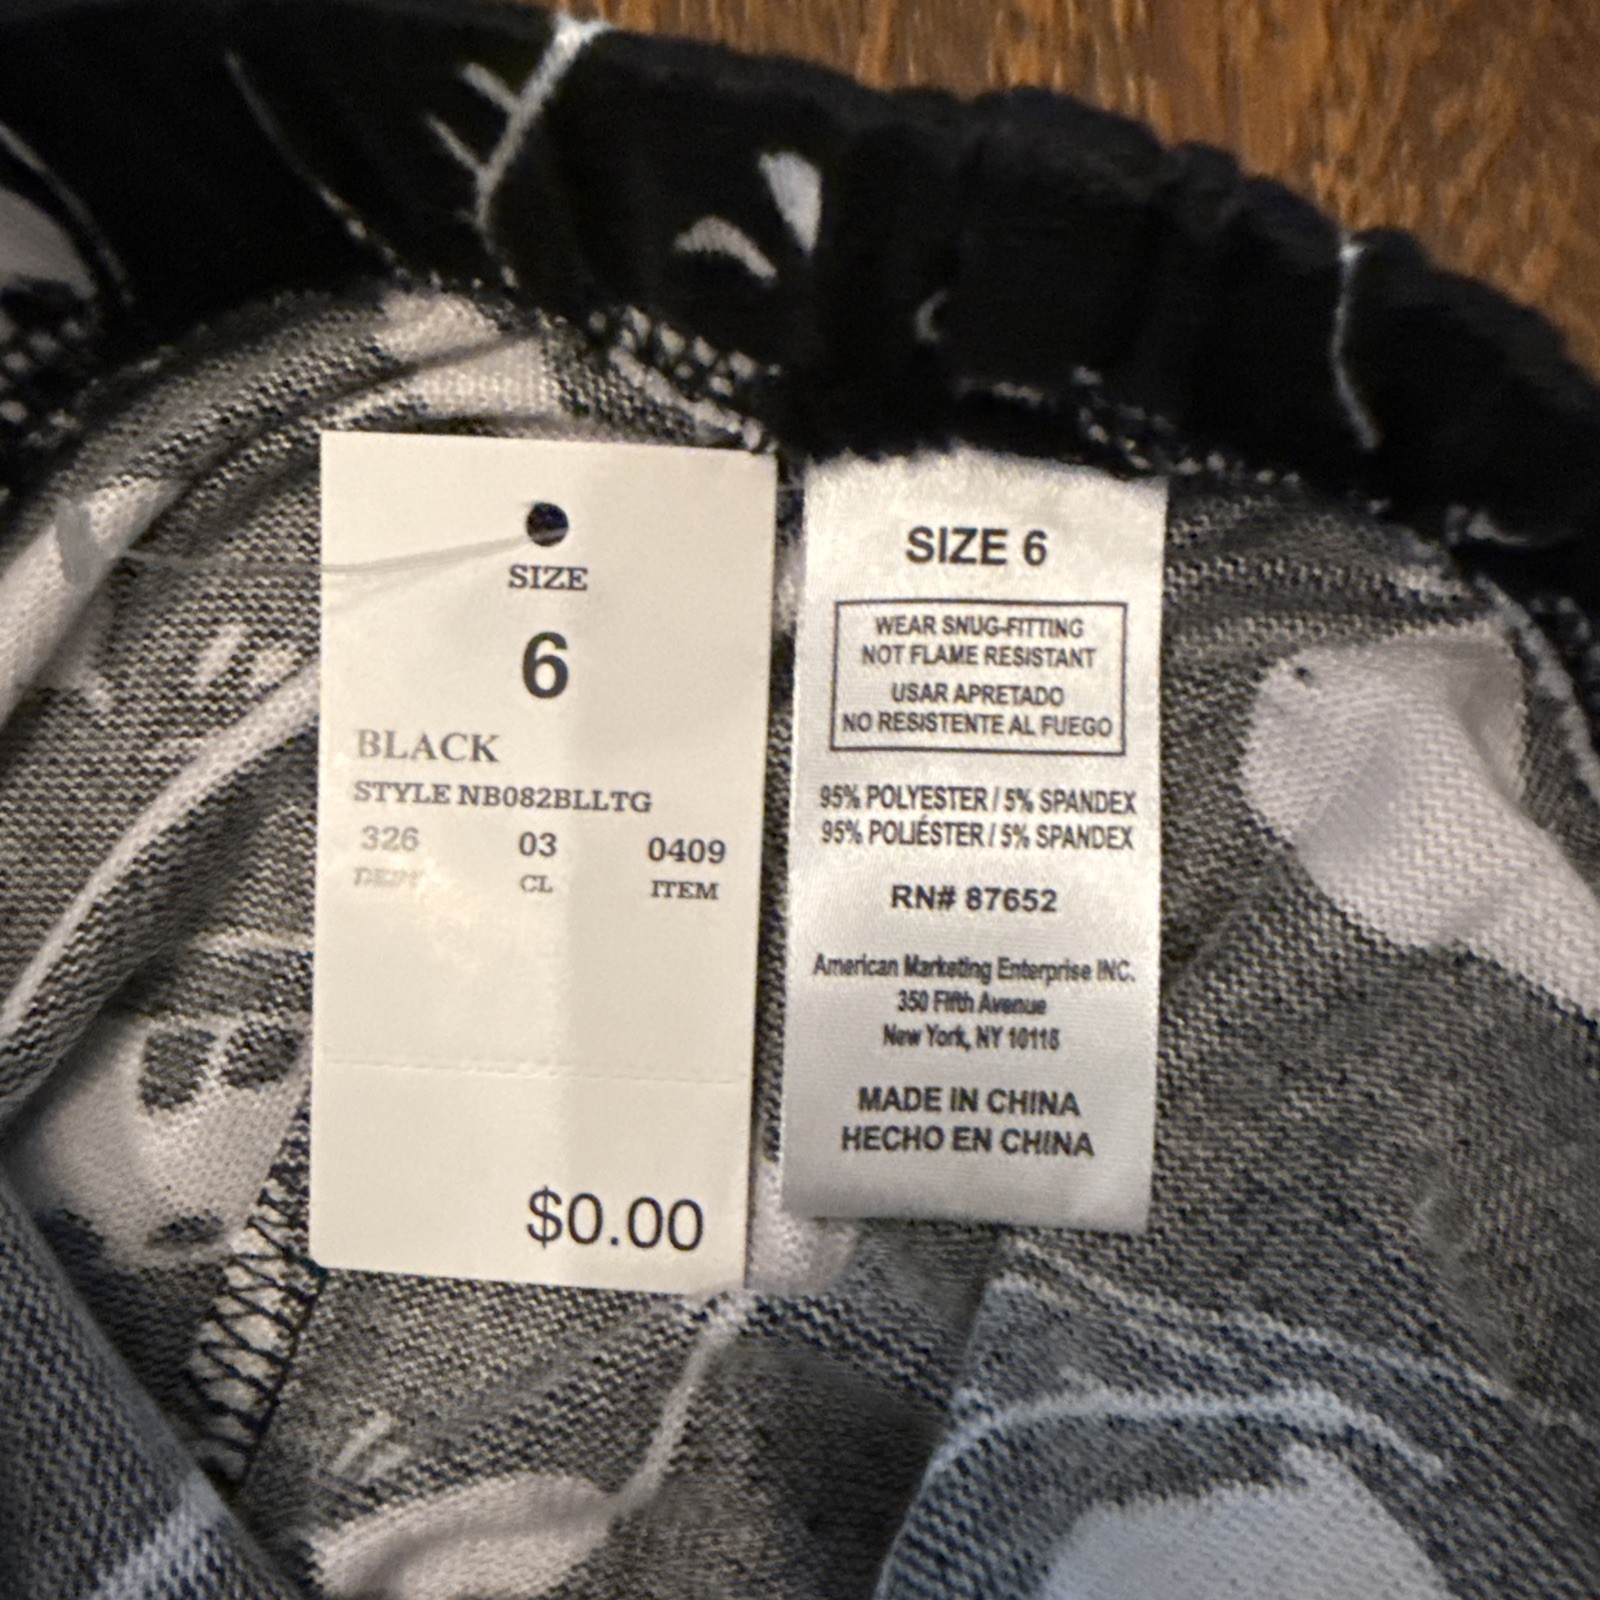 SIZE
6
BLACK
STYLE NB082BLLTG
326 03 0409
DEPT CL ITEM
$0.00
SIZE 6
WEAR SNUG-FITTING
NOT FLAME RESISTANT
USAR APRETADO
NO RESISTENTE AL FUEGO
95% POLYESTER / 5% SPANDEX
95% POLIÉSTER / 5% SPANDEX
RN# 87652
American Marketing Enterprise INC.
350 Fifth Avenue
New York, NY 10118
MADE IN CHINA
HECHO EN CHINA